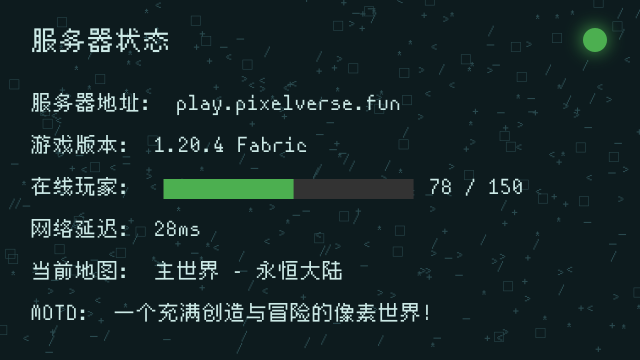 服务器状态
服务器地址: play.pixelverse.fun
游戏版本: 1.20.4 Fabric
在线玩家: 78 / 150
网络延迟: 28ms
当前地图: 主世界 - 永恒大陆
MOTD: 一个充满创造与冒险的像素世界!